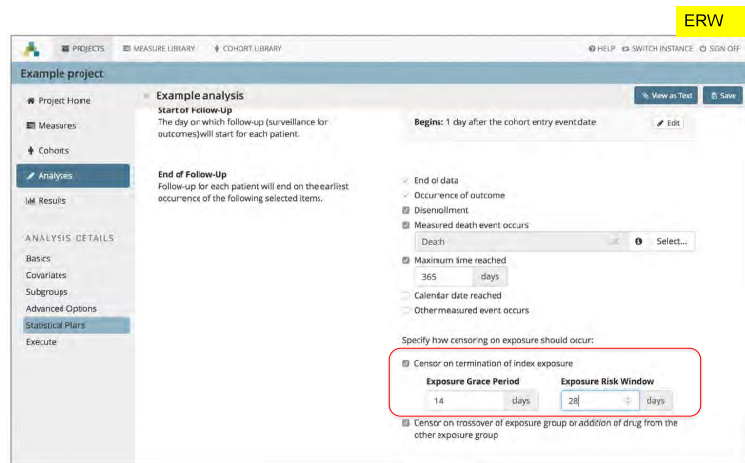 ERW
PROJECTS MEASURE LIBRARY COHORT LIBRARY HELP SWITCH INSTANCE SIGN OFF
Example project
Project Home
Measures
Cohorts
Analyses
Results
ANALYSIS DETAILS
Basics
Covariates
Subgroups
Advanced Options
Statistical Plans
Execute
« Example analysis View as Text Save
Start of Follow-Up
The day on which follow-up (surveillance for
outcomes) will start for each patient.
Begins: 1 day after the cohort entry event date Edit
End of Follow-Up
Follow-up for each patient will end on the earliest
occurrence of the following selected items.
End of data
Occurrence of outcome
Disenrollment
Measured death event occurs
Death Select...
Maximum time reached
365 days
Calendar date reached
Other measured event occurs
Specify how censoring on exposure should occur:
Censor on termination of index exposure
Exposure Grace Period Exposure Risk Window
14 days 28 days
Censor on crossover of exposure group or addition of drug from the
other exposure group